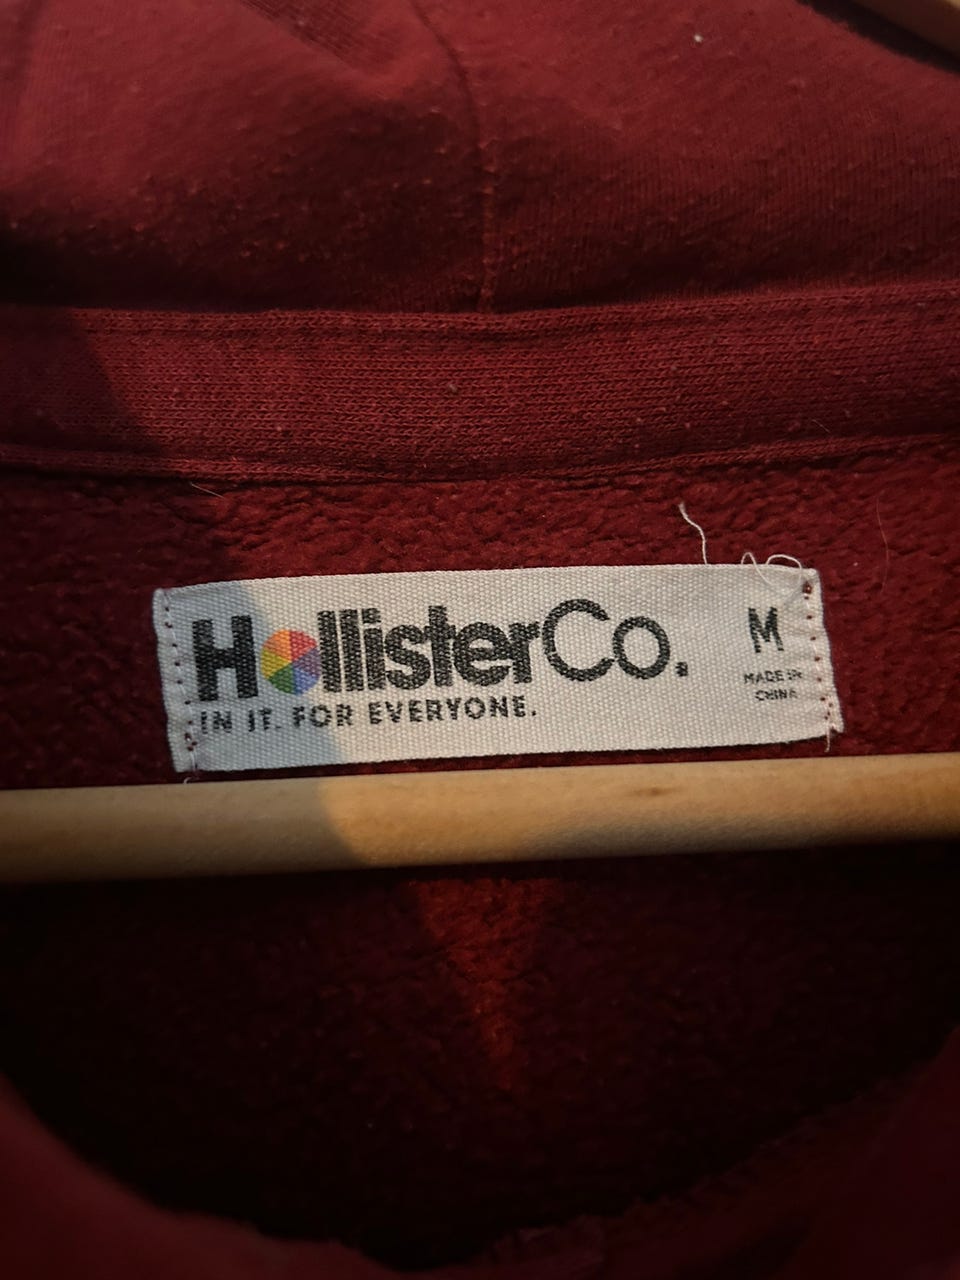 HollisterCo.
IN IT. FOR EVERYONE.
M
MADE IN
CHINA